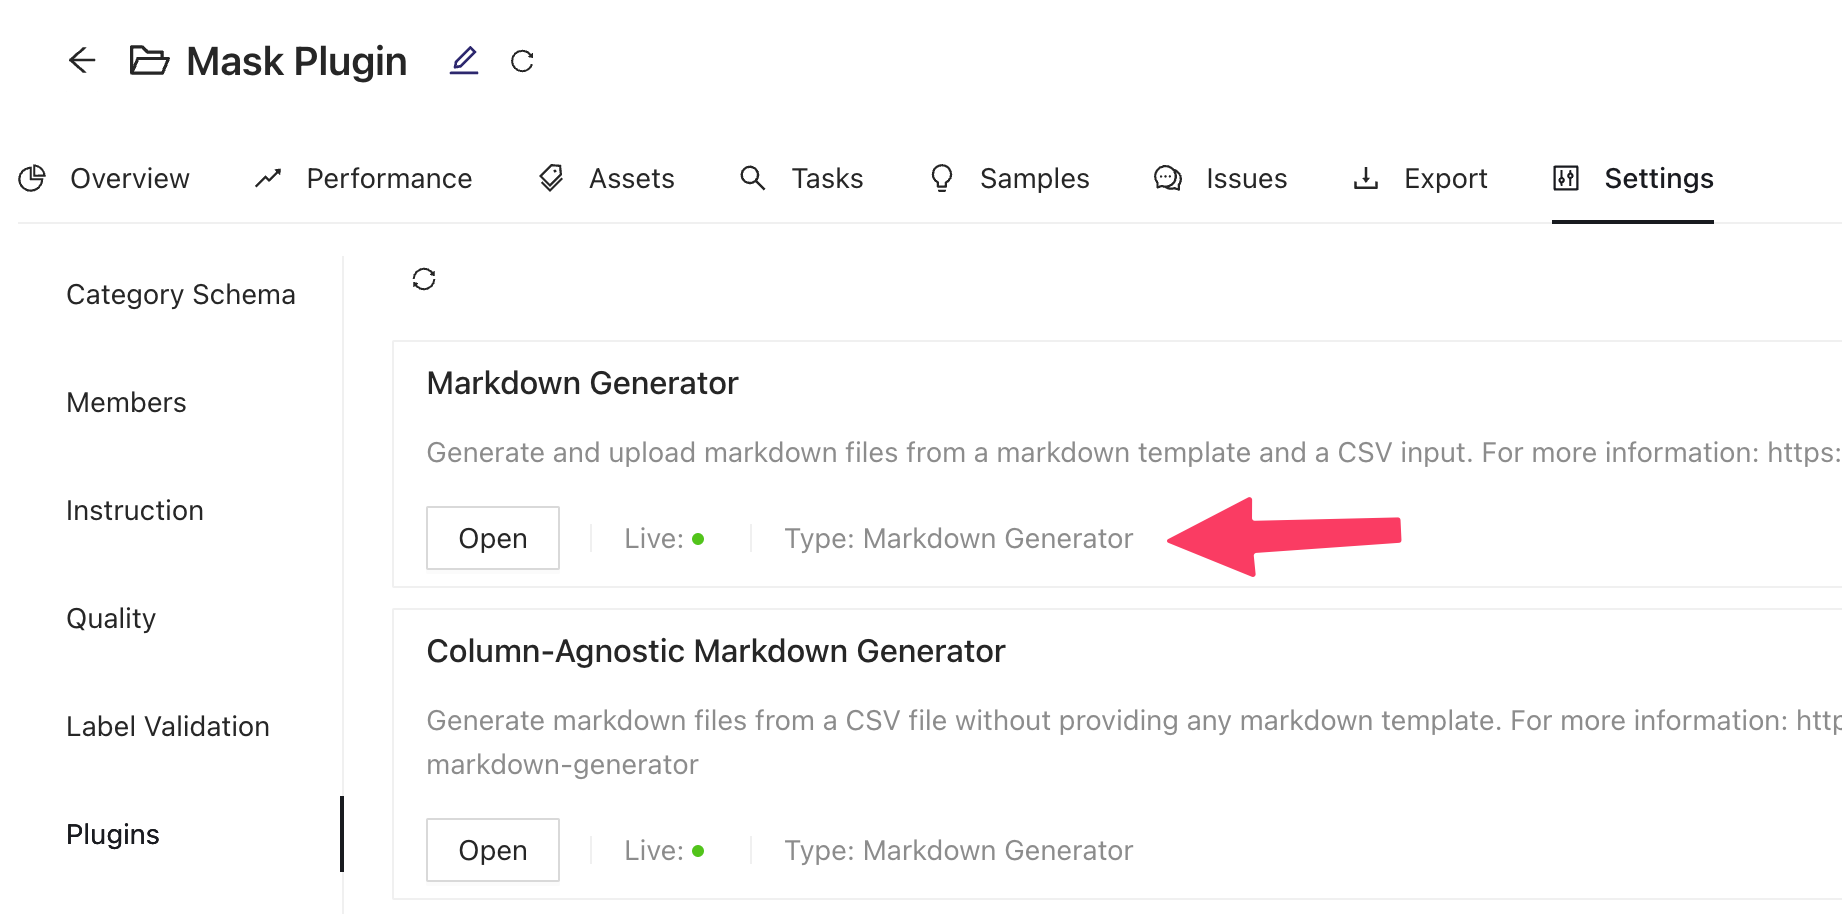 Mask Plugin
Overview Performance Assets Tasks Samples Issues Export Settings
Category Schema
Members
Instruction
Quality
Label Validation
Plugins
Markdown Generator
Generate and upload markdown files from a markdown template and a CSV input. For more information: https:
Open Live: Type: Markdown Generator
Column-Agnostic Markdown Generator
Generate markdown files from a CSV file without providing any markdown template. For more information: http
markdown-generator
Open Live: Type: Markdown Generator